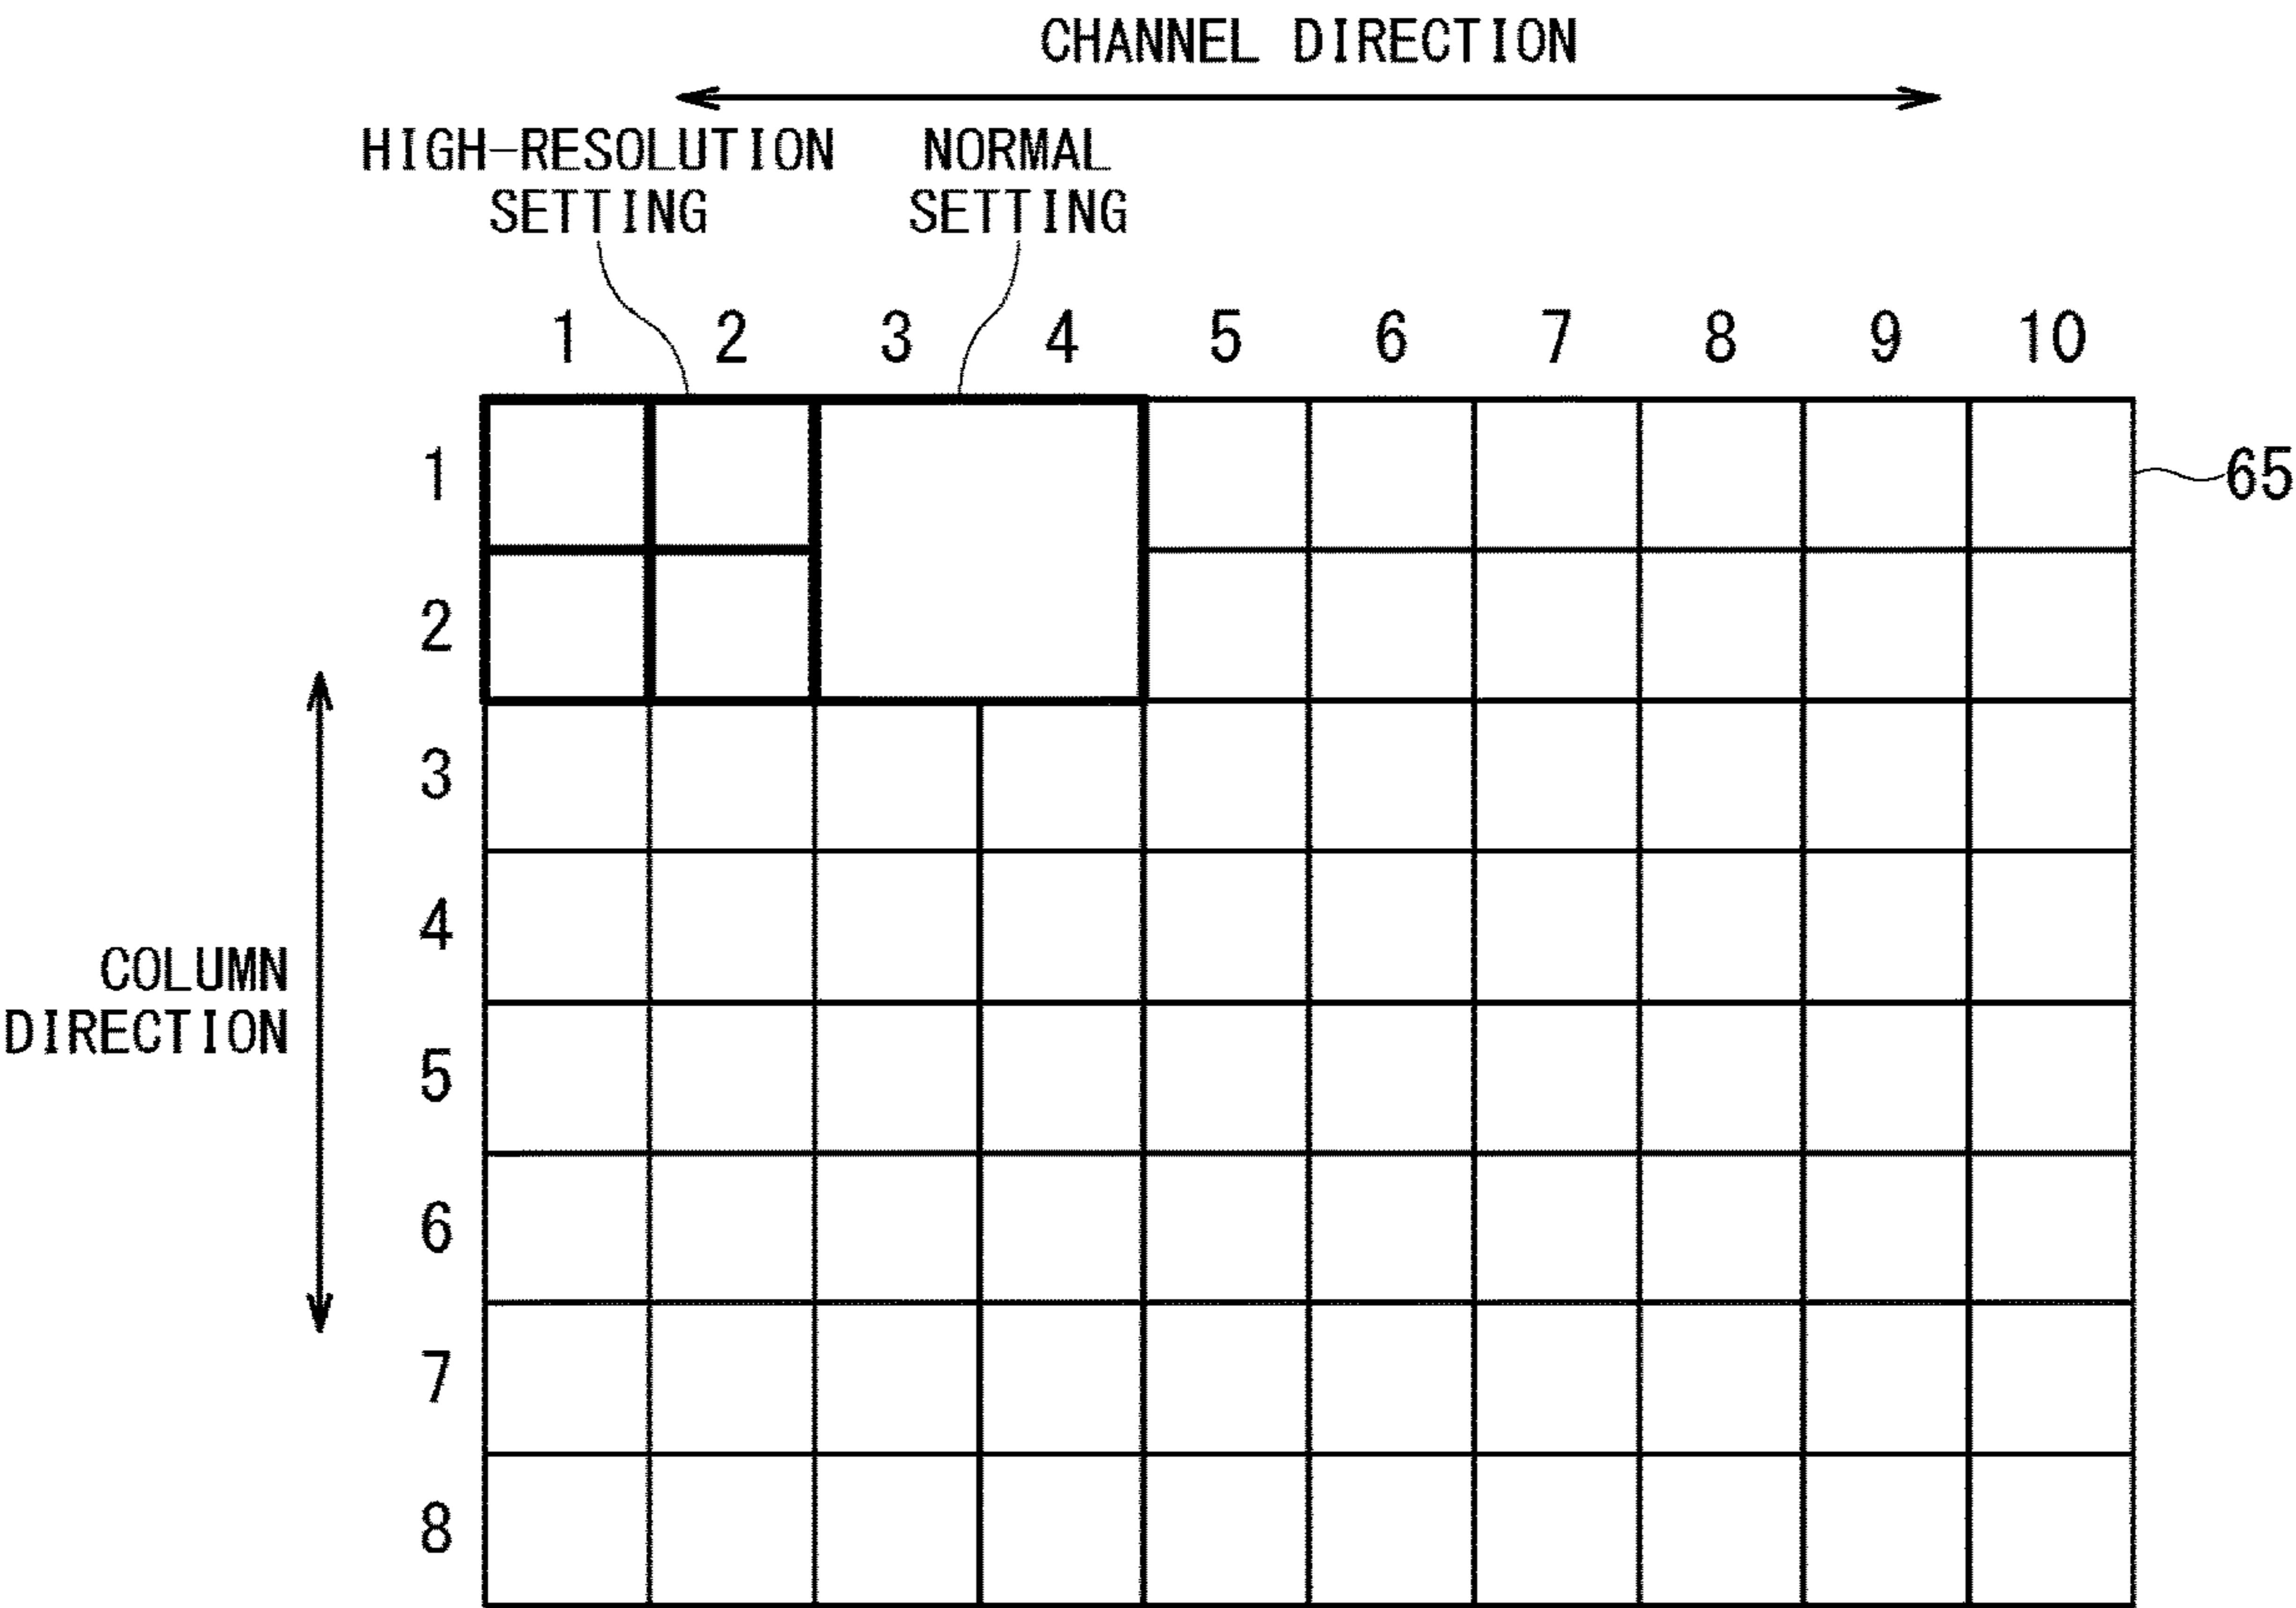 CHANNEL DIRECTION
HIGH-RESOLUTION SETTING
NORMAL SETTING
1 2 3 4 5 6 7 8 9 10
1
65
2
3
4
COLUMN
DIRECTION
5
6
7
8